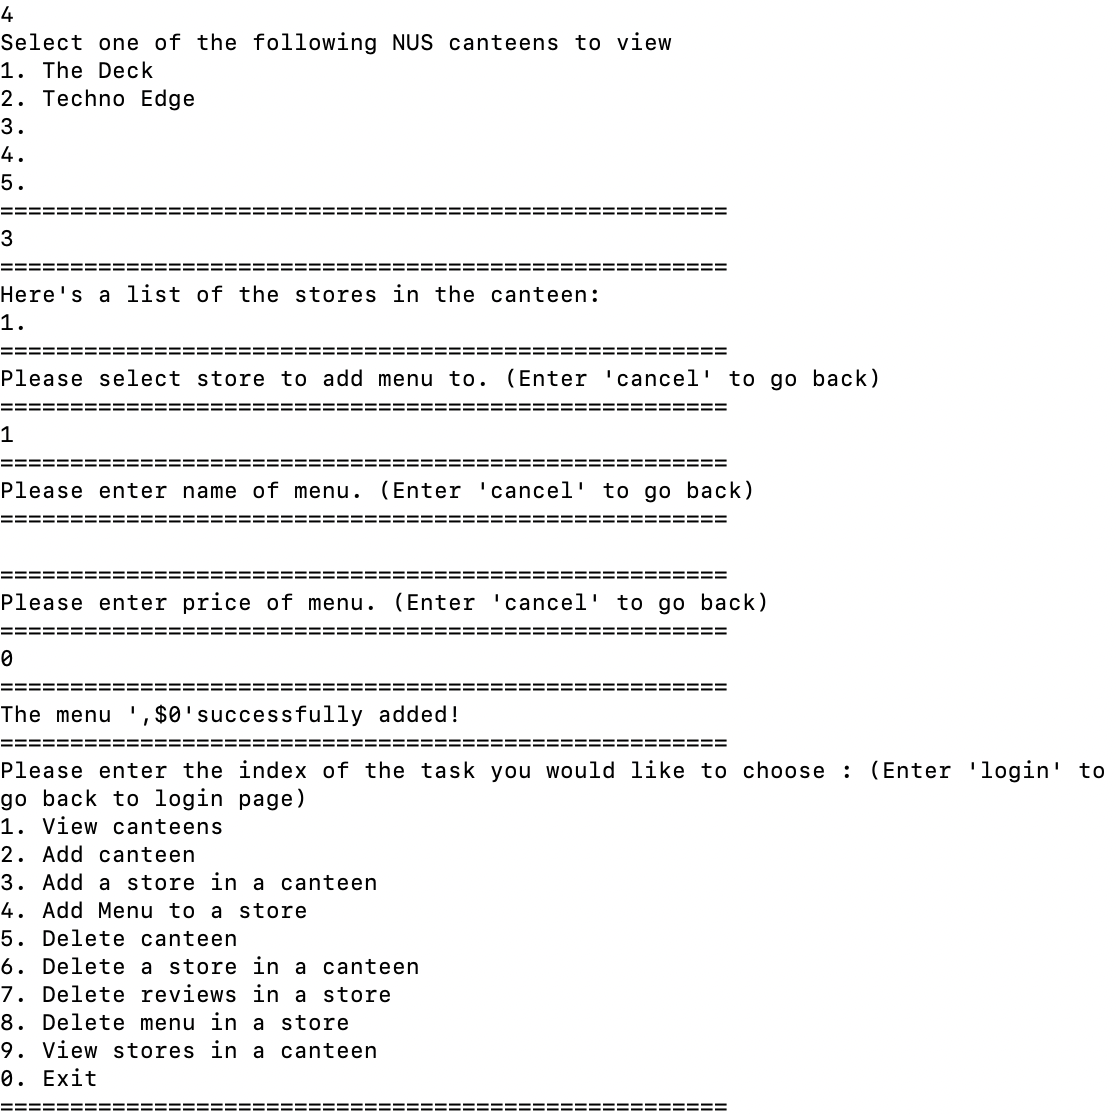 4
Select one of the following NUS canteens to view
1. The Deck
2. Techno Edge
3.
4.
5.
====================================================
3
====================================================
Here's a list of the stores in the canteen:
1.
====================================================
Please select store to add menu to. (Enter 'cancel' to go back)
====================================================
1
====================================================
Please enter name of menu. (Enter 'cancel' to go back)
====================================================

====================================================
Please enter price of menu. (Enter 'cancel' to go back)
====================================================
0
====================================================
The menu ',$0'successfully added!
====================================================
Please enter the index of the task you would like to choose : (Enter 'login' to
go back to login page)
1. View canteens
2. Add canteen
3. Add a store in a canteen
4. Add Menu to a store
5. Delete canteen
6. Delete a store in a canteen
7. Delete reviews in a store
8. Delete menu in a store
9. View stores in a canteen
0. Exit
====================================================